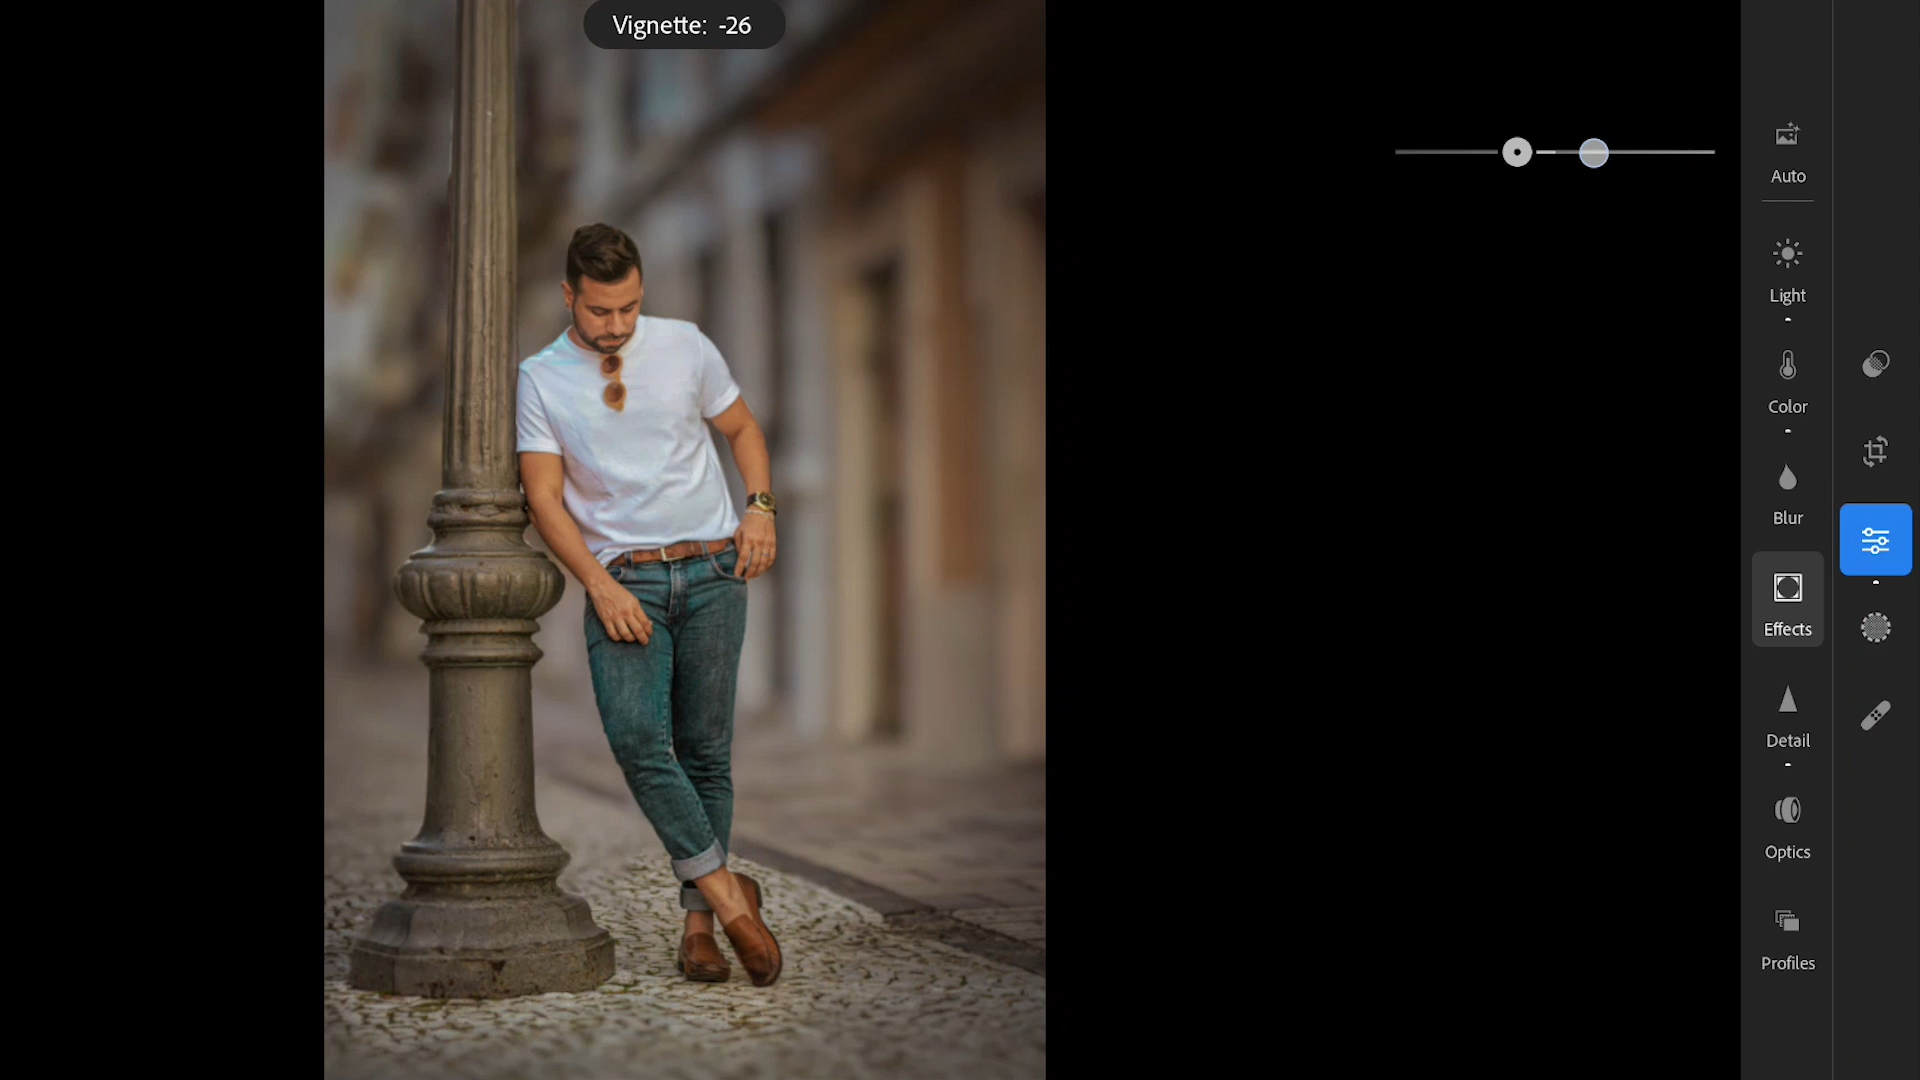 Vignette: -26
Auto
Light
Color
Blur
Effects
Detail
Optics
Profiles